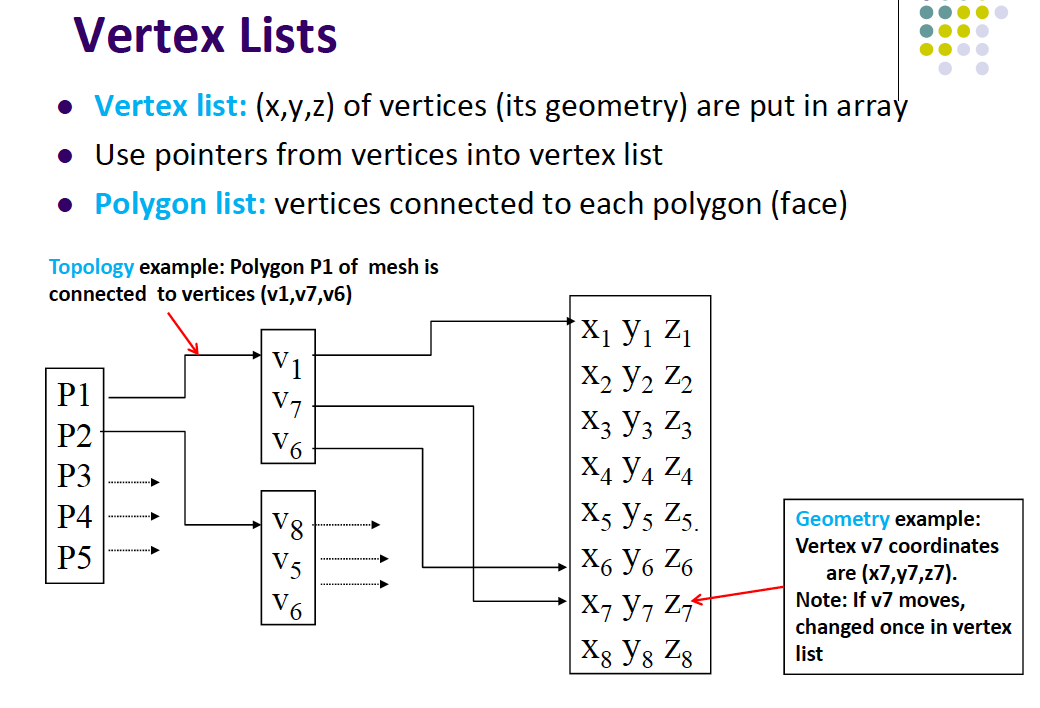 Vertex Lists
● Vertex list: (x,y,z) of vertices (its geometry) are put in array
● Use pointers from vertices into vertex list
● Polygon list: vertices connected to each polygon (face)
Topology example: Polygon P1 of mesh is
connected to vertices (v1,v7,v6)
P1
P2
P3
P4
P5
v1
v7
v6
v8
v5
v6
x1 y1 z1
x2 y2 z2
x3 y3 z3
x4 y4 z4
x5 y5 z5.
x6 y6 z6
x7 y7 z7
x8 y8 z8
Geometry example:
Vertex v7 coordinates
are (x7,y7,z7).
Note: If v7 moves,
changed once in vertex
list